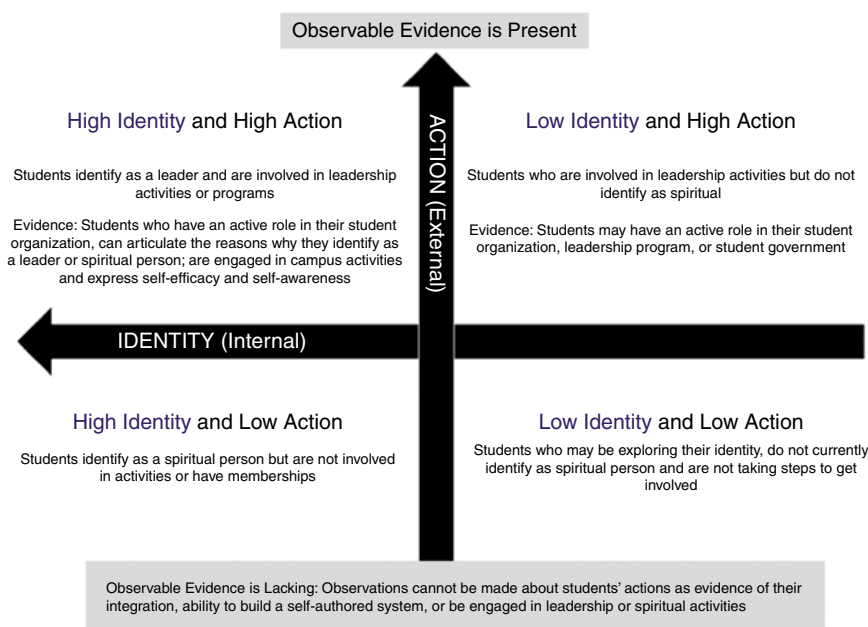 Observable Evidence is Present
High Identity and High Action
Students identify as a leader and are involved in leadership
activities or programs
Evidence: Students who have an active role in their student
organization, can articulate the reasons why they identify as
a leader or spiritual person; are engaged in campus activities
and express self-efficacy and self-awareness
ACTION (External)
Low Identity and High Action
Students who are involved in leadership activities but do not
identify as spiritual
Evidence: Students may have an active role in their student
organization, leadership program, or student government
IDENTITY (Internal)
High Identity and Low Action
Students identify as a spiritual person but are not involved
in activities or have memberships
Low Identity and Low Action
Students who may be exploring their identity, do not currently
identify as spiritual person and are not taking steps to get
involved
Observable Evidence is Lacking: Observations cannot be made about students’ actions as evidence of their
integration, ability to build a self-authored system, or be engaged in leadership or spiritual activities